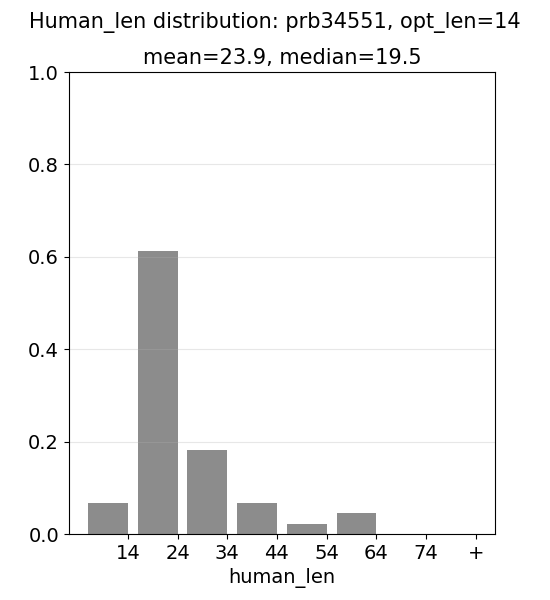 Human_len distribution: prb34551, opt_len=14
mean=23.9, median=19.5
1.0
0.8
0.6
0.4
0.2
0.0
14 24 34 44 54 64 74 +
human_len